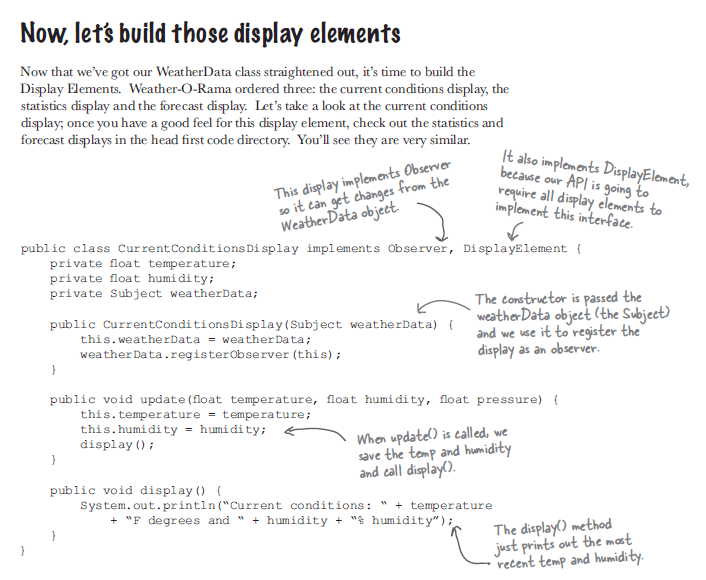 Now, let's build those display elements
Now that we've got our WeatherData class straightened out, it's time to build the
Display Elements.  Weather-O-Rama ordered three: the current conditions display, the
statistics display and the forecast display.  Let's take a look at the current conditions
display; once you have a good feel for this display element, check out the statistics and
forecast displays in the head first code directory.  You'll see they are very similar.
This display implements Observer
so it can get changes from the
WeatherData object.
It also implements DisplayElement,
because our API is going to
require all display elements to
implement this interface.
public class CurrentConditionsDisplay implements Observer, DisplayElement {
    private float temperature;
    private float humidity;
    private Subject weatherData;
    public CurrentConditionsDisplay(Subject weatherData) {
        this.weatherData = weatherData;
        weatherData.registerObserver(this);
    }
The constructor is passed the
weatherData object (the Subject)
and we use it to register the
display as an observer.
    public void update(float temperature, float humidity, float pressure) {
        this.temperature = temperature;
        this.humidity = humidity;
        display();
    }
When update() is called, we
save the temp and humidity
and call display().
    public void display() {
        System.out.println(“Current conditions: “ + temperature
            + “F degrees and “ + humidity + “% humidity”);
    }
}
The display() method
just prints out the most
recent temp and humidity.